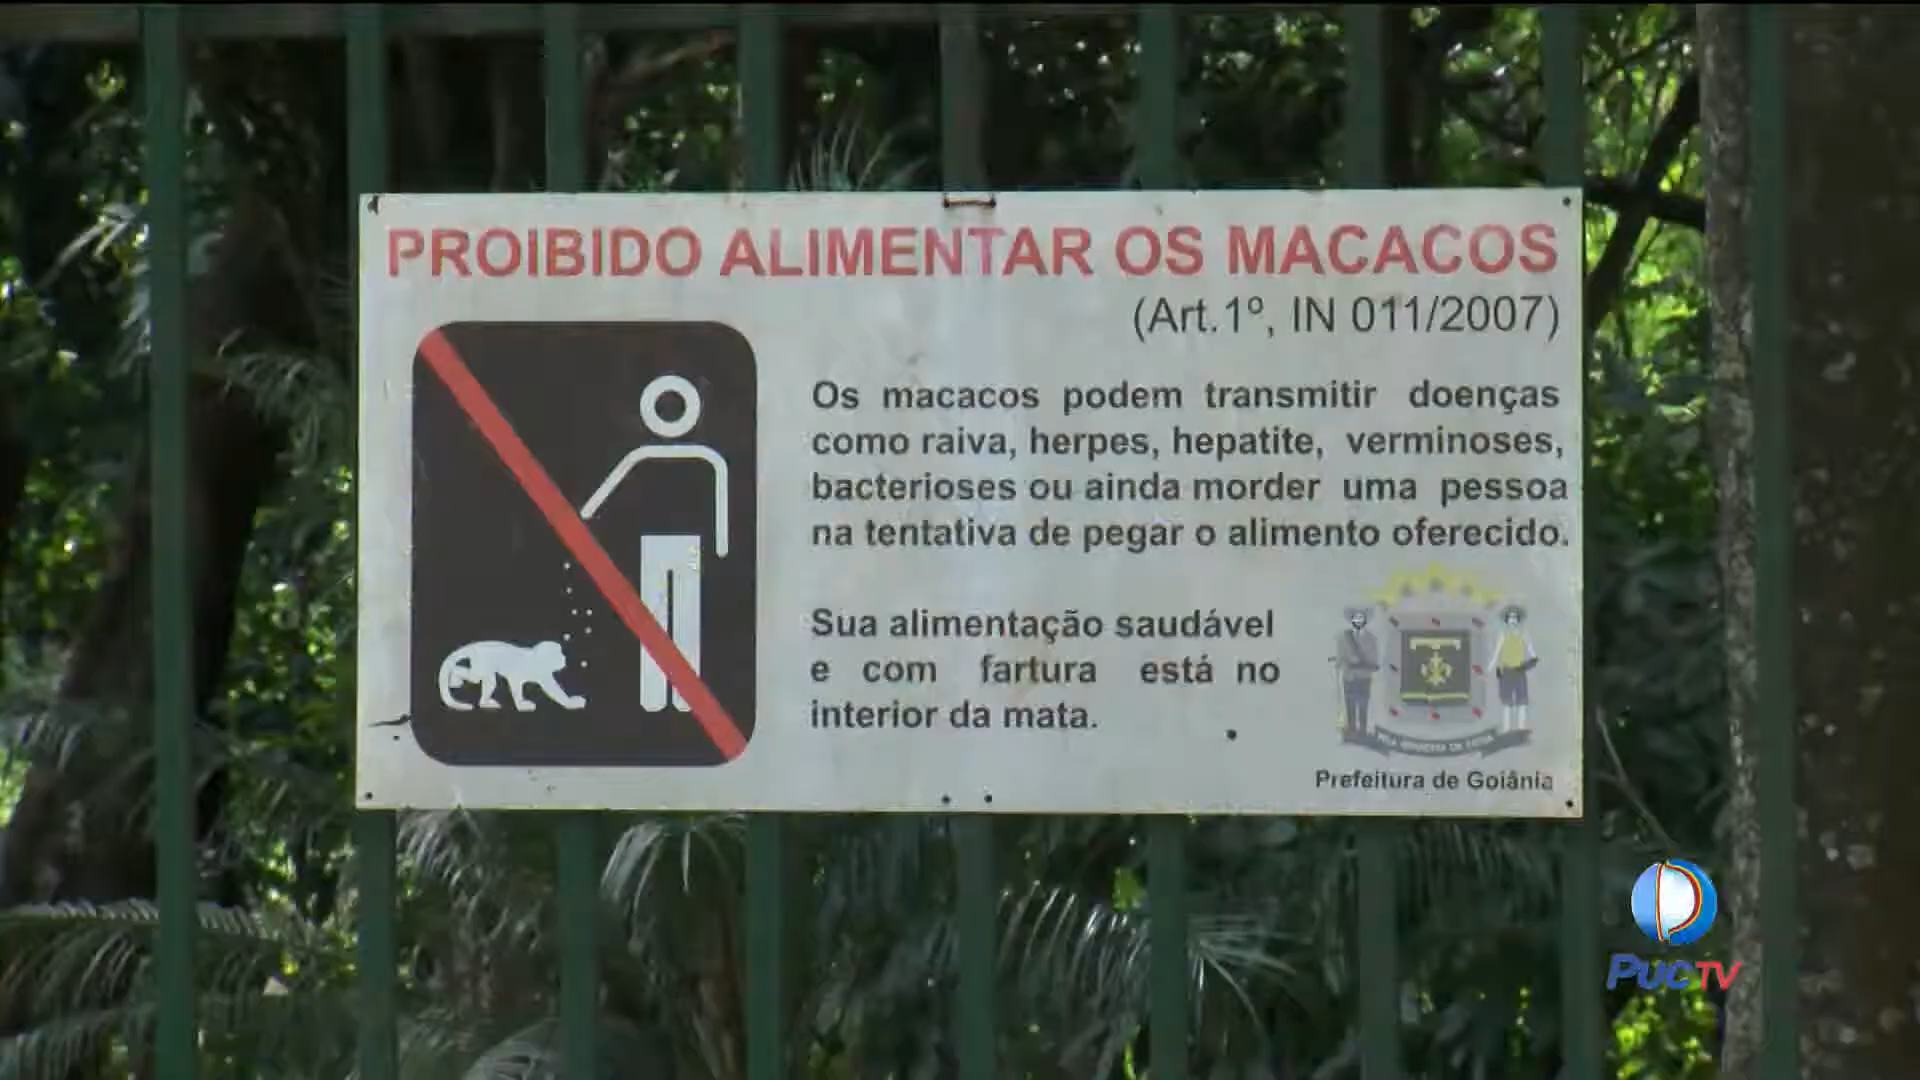 PROIBIDO ALIMENTAR OS MACACOS
(Art.1º, IN 011/2007)
Os macacos podem transmitir doenças
como raiva, herpes, hepatite, verminoses,
bacterioses ou ainda morder uma pessoa
na tentativa de pegar o alimento oferecido.
Sua alimentação saudável
e com fartura está no
interior da mata.
Prefeitura de Goiânia
PUC TV